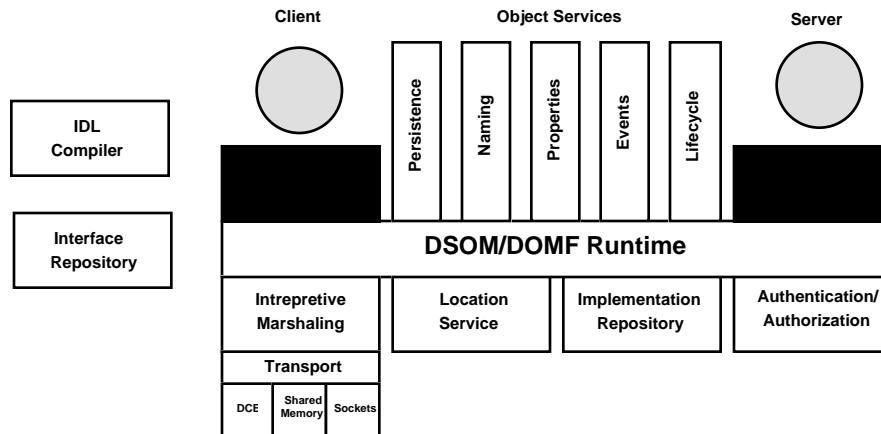 Client
Object Services
Server
IDL
Compiler
Persistence
Naming
Properties
Events
Lifecycle
Interface
Repository
DSOM/DOMF Runtime
Intrepretive
Marshaling
Location
Service
Implementation
Repository
Authentication/
Authorization
Transport
DCE
Shared
Memory
Sockets